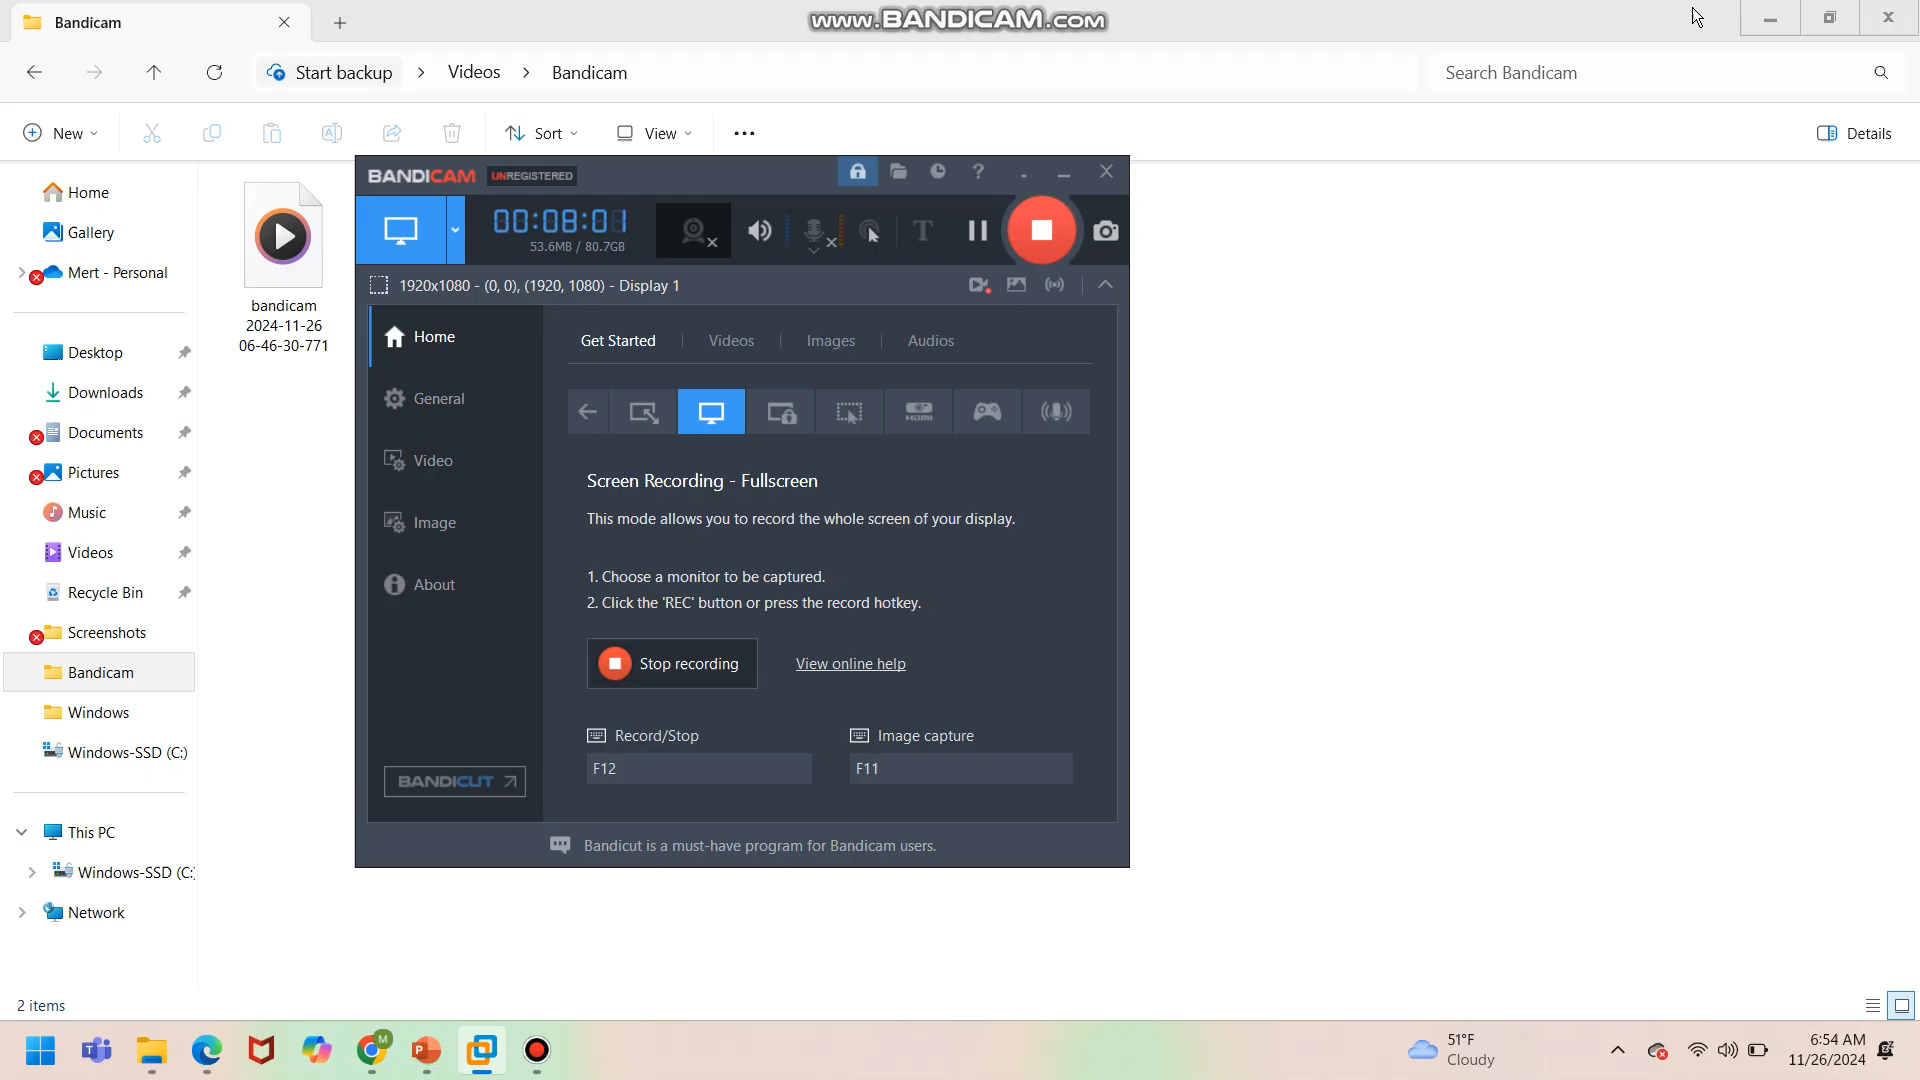 Bandicam
www.BANDICAM.com
Start backup
Videos
Bandicam
Search Bandicam
New
Sort
View
Details
Home
Gallery
Mert - Personal
Desktop
Downloads
Documents
Pictures
Music
Videos
Recycle Bin
Screenshots
Bandicam
Windows
Windows-SSD (C:)
This PC
Windows-SSD (C:
Network
bandicam
2024-11-26
06-46-30-771
BANDICAM UNREGISTERED
00:08:01
53.6MB / 80.7GB
T
1920x1080 - (0, 0), (1920, 1080) - Display 1
Home
General
Video
Image
About
BANDICUT
Get Started
Videos
Images
Audios
HDMI
Screen Recording - Fullscreen
This mode allows you to record the whole screen of your display.
1. Choose a monitor to be captured.
2. Click the 'REC' button or press the record hotkey.
Stop recording
View online help
Record/Stop
Image capture
F12
F11
Bandicut is a must-have program for Bandicam users.
2 items
M
51°F
Cloudy
6:54 AM
11/26/2024